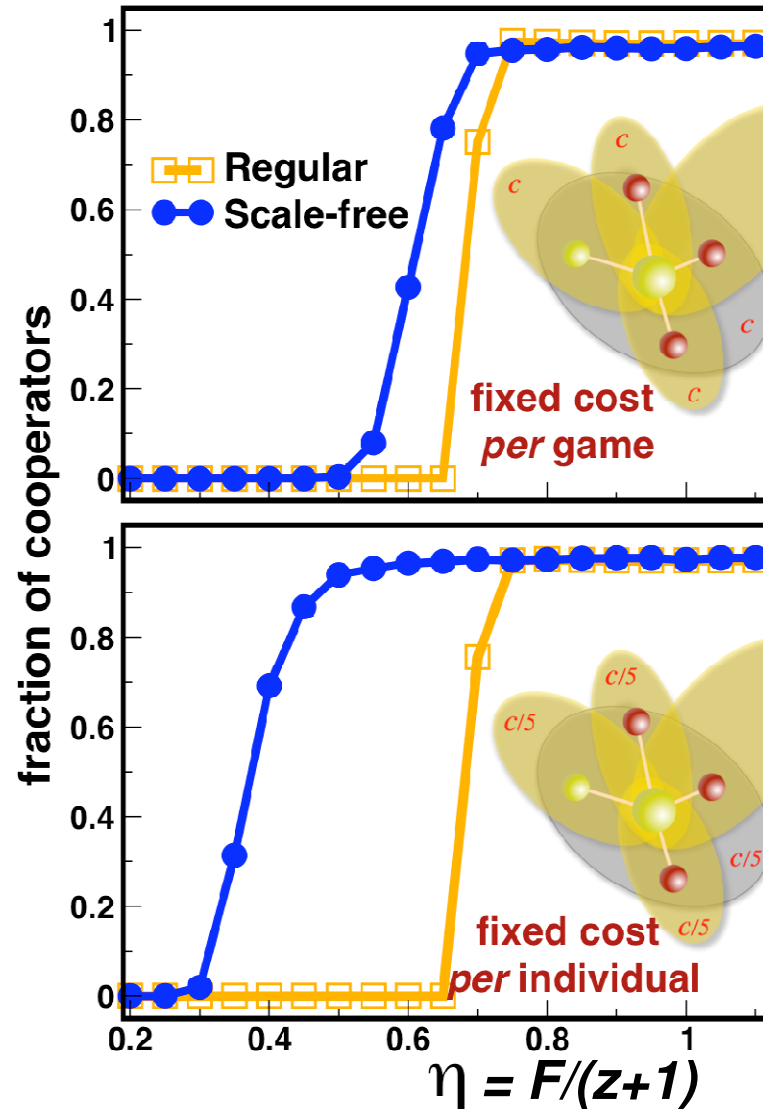 1
0.8
0.6
0.4
0.2
0
Regular
Scale-free
c
c
c
c
fixed cost
per game
fraction of cooperators
1
0.8
0.6
0.4
0.2
0
c/5
c/5
c/5
c/5
fixed cost
per individual
0.2 0.4 0.6 0.8 1
η = F/(z+1)